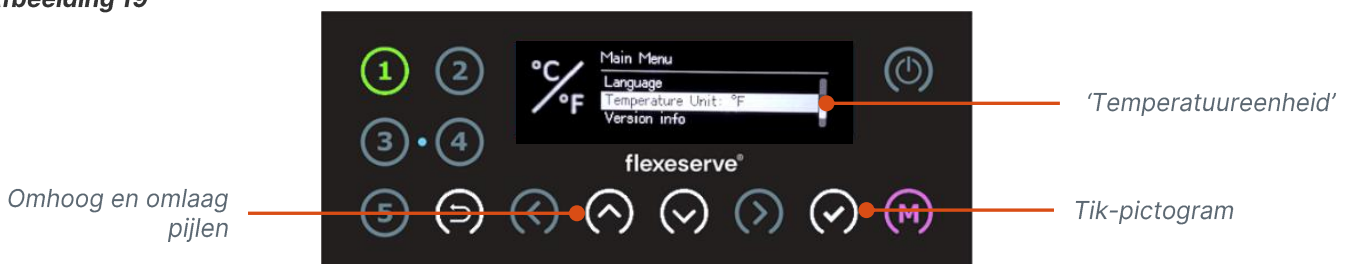 Afbeelding 19
1
2
°C/°F
Main Menu
Language
Temperature Unit: °F
Version info
'Temperatuureenheid'
3
4
flexeserve®
Omhoog en omlaag
pijlen
5
M
Tik-pictogram